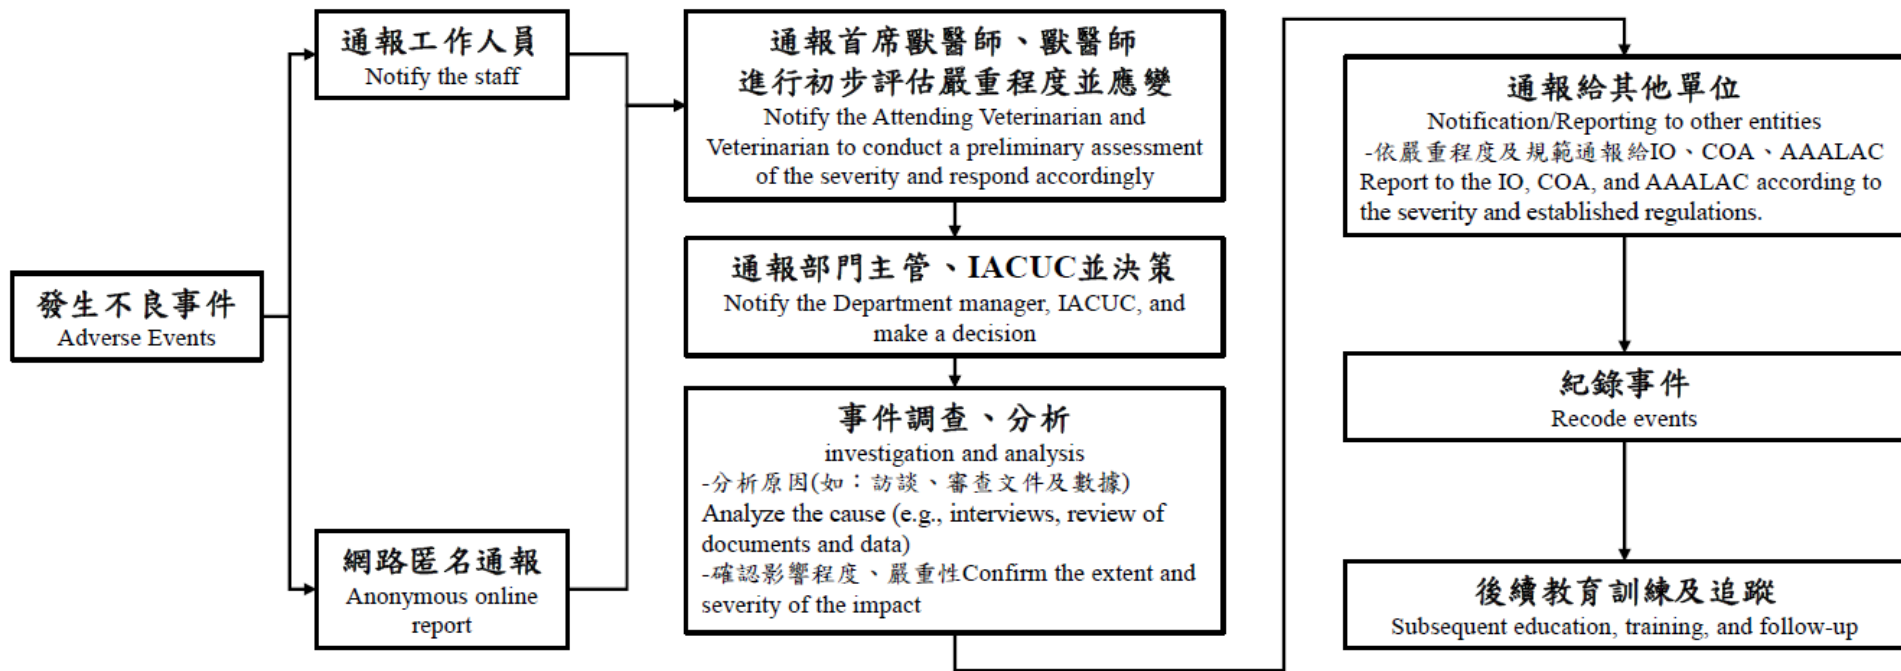 發生不良事件
Adverse Events
通報工作人員
Notify the staff
網路匿名通報
Anonymous online
report
通報首席獸醫師、獸醫師
進行初步評估嚴重程度並應變
Notify the Attending Veterinarian and
Veterinarian to conduct a preliminary assessment
of the severity and respond accordingly
通報部門主管、IACUC並決策
Notify the Department manager, IACUC, and
make a decision
事件調查、分析
investigation and analysis
-分析原因(如：訪談、審查文件及數據)
Analyze the cause (e.g., interviews, review of
documents and data)
-確認影響程度、嚴重性Confirm the extent and
severity of the impact
通報給其他單位
Notification/Reporting to other entities
-依嚴重程度及規範通報給IO、COA、AAALAC
Report to the IO, COA, and AAALAC according to
the severity and established regulations.
紀錄事件
Recode events
後續教育訓練及追蹤
Subsequent education, training, and follow-up